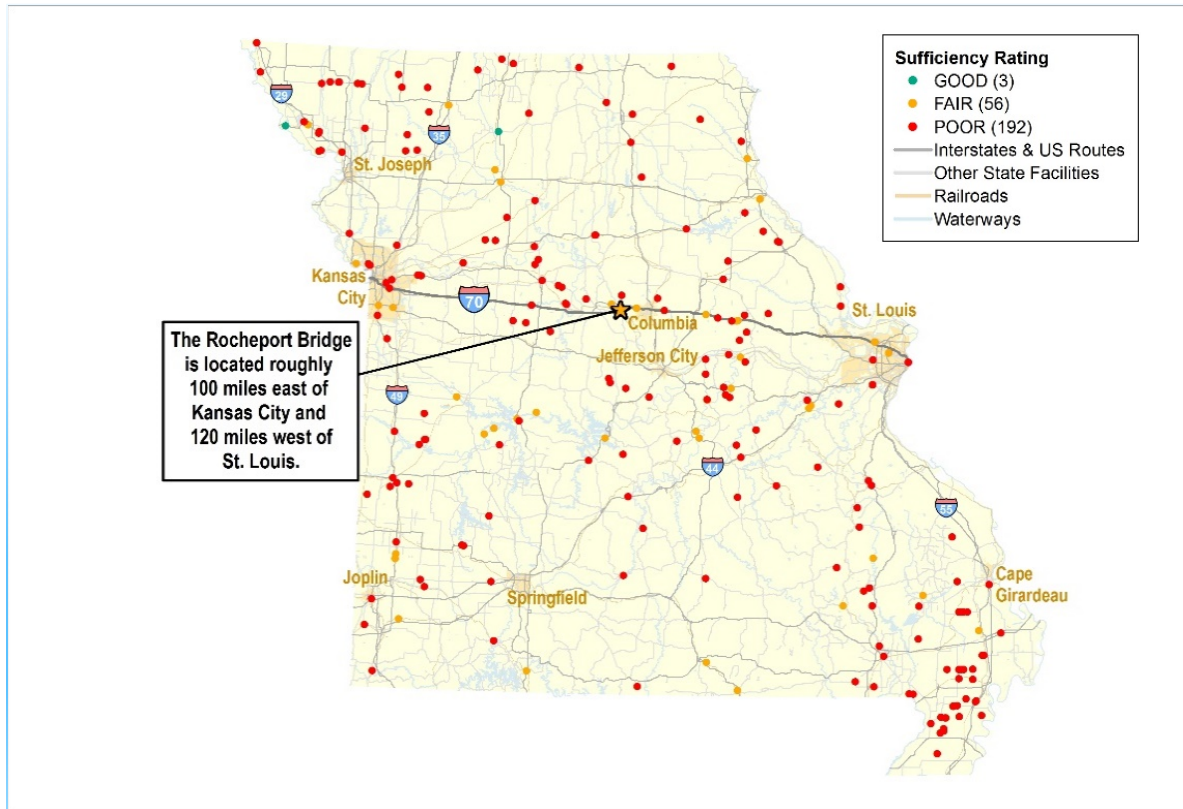 Sufficiency Rating
GOOD (3)
FAIR (56)
POOR (192)
Interstates & US Routes
Other State Facilities
Railroads
Waterways
29
35
St. Joseph
Kansas
City
70
Columbia
St. Louis
Jefferson City
The Rocheport Bridge
is located roughly
100 miles east of
Kansas City and
120 miles west of
St. Louis.
49
44
55
Joplin
Springfield
Cape
Girardeau